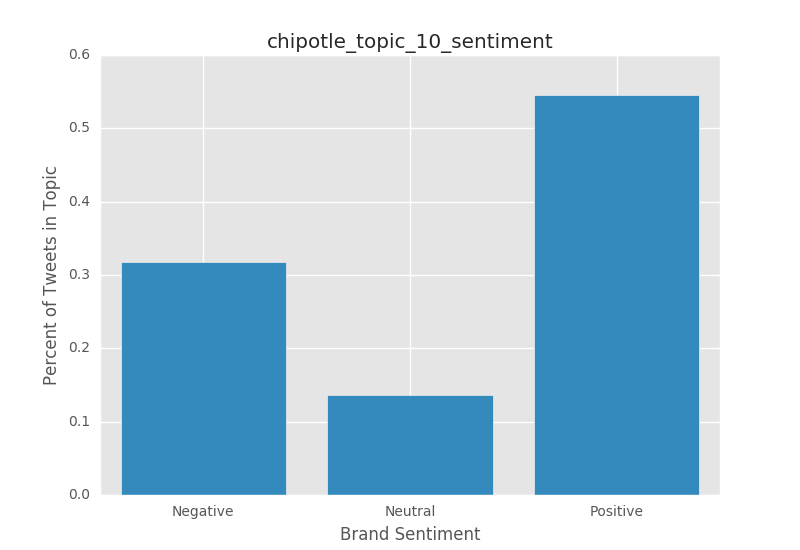 chipotle_topic_10_sentiment
0.6
0.5
0.4
0.3
0.2
0.1
0.0
Percent of Tweets in Topic
Negative Neutral Positive
Brand Sentiment